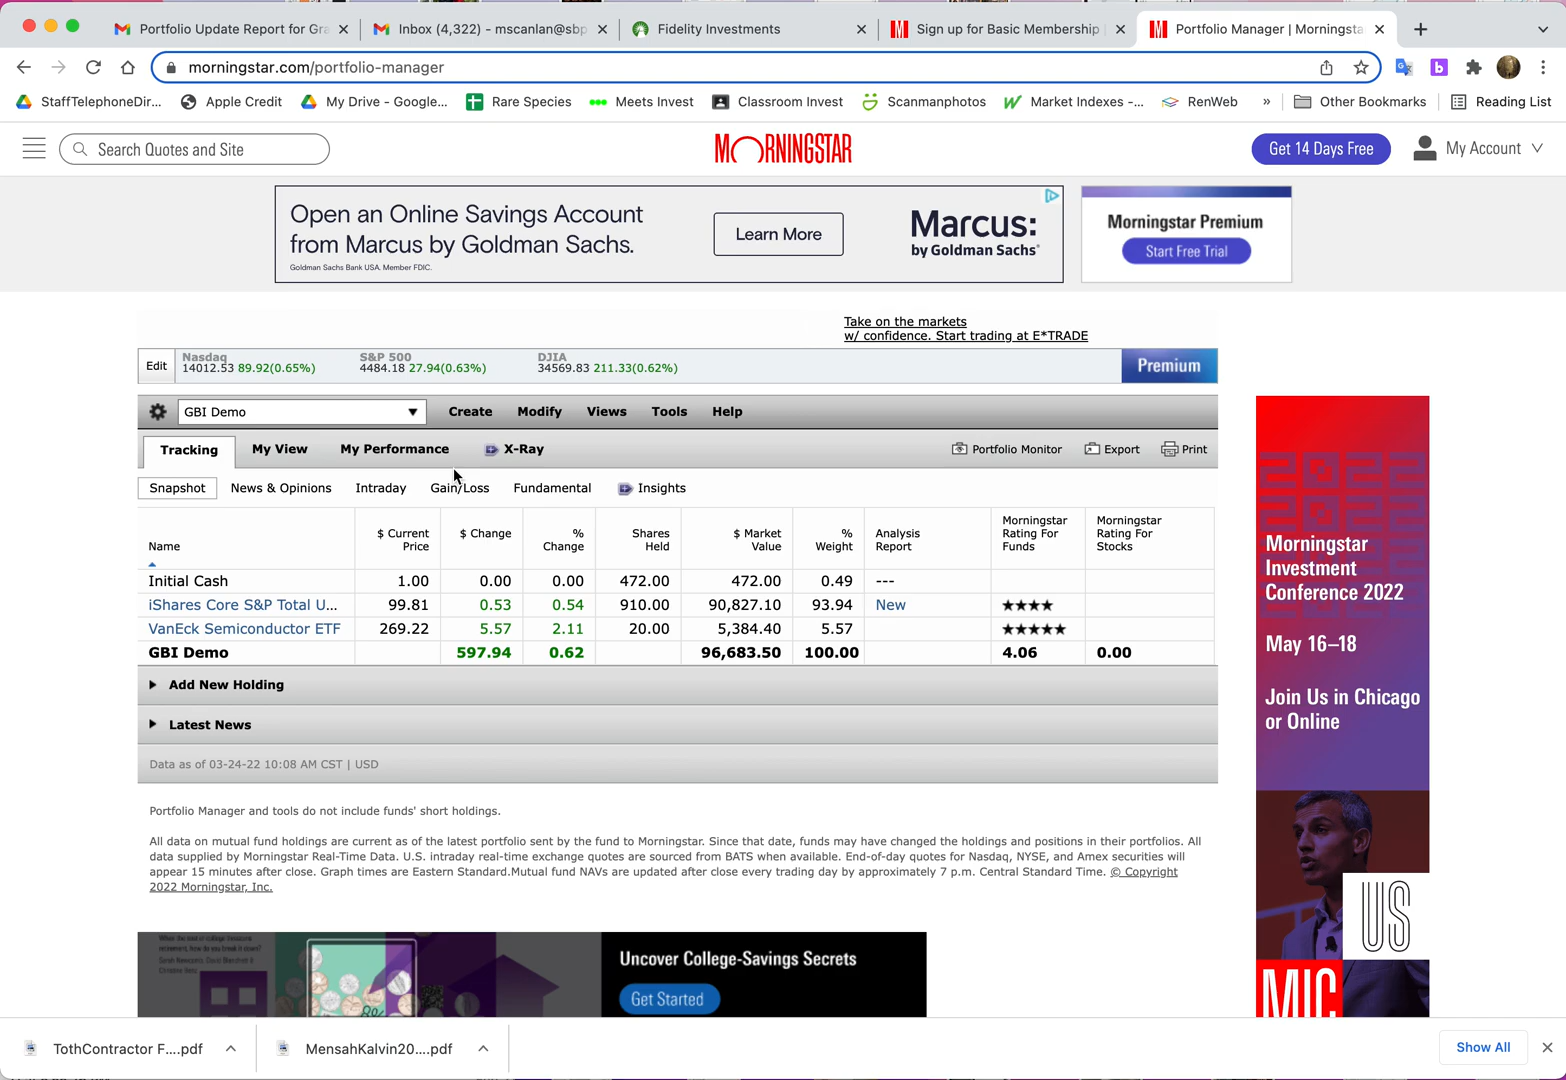 Portfolio Update Report for Gra
Inbox (4,322) – mscanlan@sbp
Fidelity Investments
Sign up for Basic Membership |
Portfolio Manager | Morningsta
morningstar.com/portfolio-manager
StaffTelephoneDir...
Apple Credit
My Drive - Google...
Rare Species
Meets Invest
Classroom Invest
Scanmanphotos
Market Indexes -...
RenWeb
»
Other Bookmarks
Reading List
Search Quotes and Site
MORNINGSTAR
Get 14 Days Free
My Account
Open an Online Savings Account
from Marcus by Goldman Sachs.
Goldman Sachs Bank USA. Member FDIC.
Learn More
Marcus:
by Goldman Sachs®
Morningstar Premium
Start Free Trial
Take on the markets
w/ confidence. Start trading at E*TRADE
Edit
Nasdaq
14012.53 89.92(0.65%)
S&P 500
4484.18 27.94(0.63%)
DJIA
34569.83 211.33(0.62%)
Premium
GBI Demo
Create
Modify
Views
Tools
Help
Tracking
My View
My Performance
X-Ray
Portfolio Monitor
Export
Print
Snapshot
News & Opinions
Intraday
Gain/Loss
Fundamental
Insights
Name
$ Current
Price
$ Change
%
Change
Shares
Held
$ Market
Value
%
Weight
Analysis
Report
Morningstar
Rating For
Funds
Morningstar
Rating For
Stocks
Initial Cash 1.00 0.00 0.00 472.00 472.00 0.49 ---
iShares Core S&P Total U... 99.81 0.53 0.54 910.00 90,827.10 93.94 New ★★★★
VanEck Semiconductor ETF 269.22 5.57 2.11 20.00 5,384.40 5.57 ★★★★★
GBI Demo 597.94 0.62 96,683.50 100.00 4.06 0.00
Add New Holding
Latest News
Data as of 03-24-22 10:08 AM CST | USD
Portfolio Manager and tools do not include funds' short holdings.
All data on mutual fund holdings are current as of the latest portfolio sent by the fund to Morningstar. Since that date, funds may have changed the holdings and positions in their portfolios. All
data supplied by Morningstar Real-Time Data. U.S. intraday real-time exchange quotes are sourced from BATS when available. End-of-day quotes for Nasdaq, NYSE, and Amex securities will
appear 15 minutes after close. Graph times are Eastern Standard.Mutual fund NAVs are updated after close every trading day by approximately 7 p.m. Central Standard Time. © Copyright
2022 Morningstar, Inc.
Morningstar
Investment
Conference 2022
May 16–18
Join Us in Chicago
or Online
US
MIC
Uncover College-Savings Secrets
Get Started
TothContractor F....pdf
MensahKalvin20....pdf
Show All